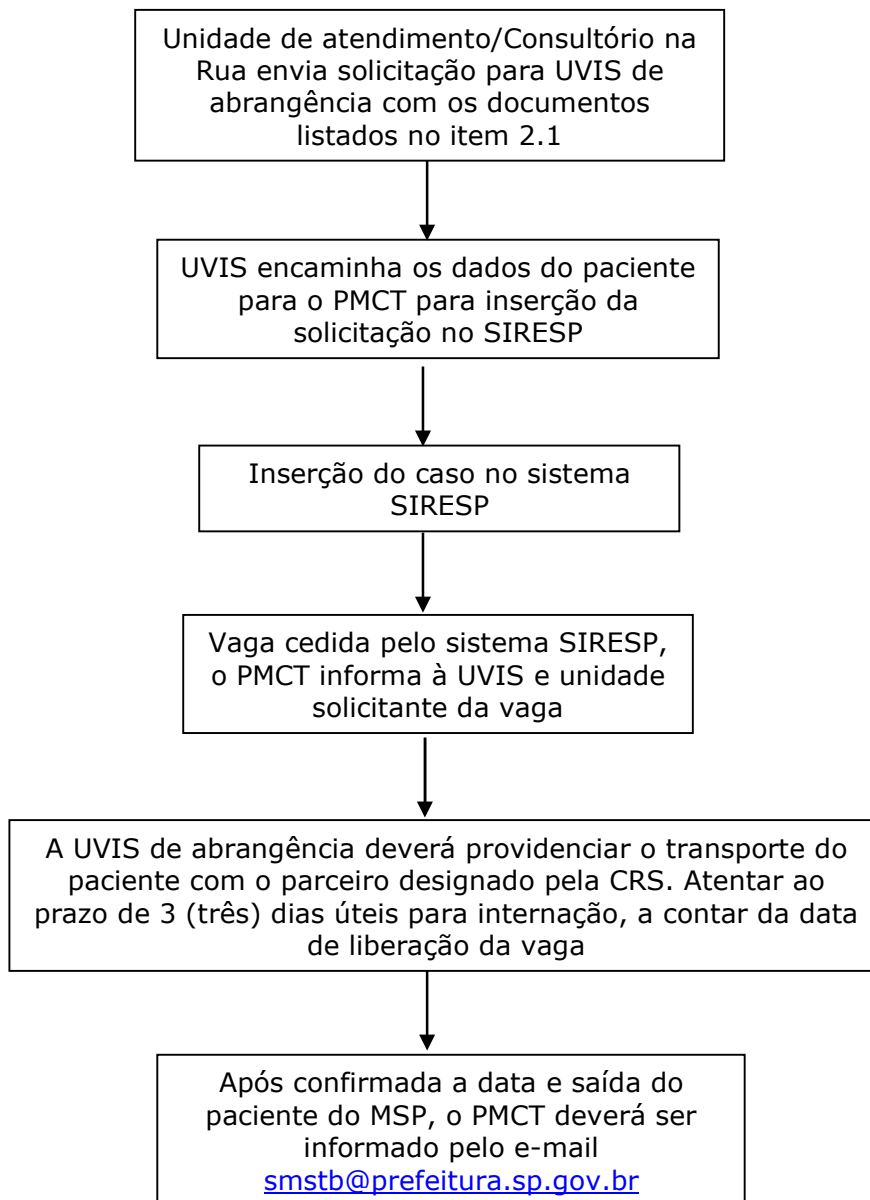 Unidade de atendimento/Consultório na
Rua envia solicitação para UVIS de
abrangência com os documentos
listados no item 2.1
UVIS encaminha os dados do paciente
para o PMCT para inserção da
solicitação no SIRESP
Inserção do caso no sistema
SIRESP
Vaga cedida pelo sistema SIRESP,
o PMCT informa à UVIS e unidade
solicitante da vaga
A UVIS de abrangência deverá providenciar o transporte do
paciente com o parceiro designado pela CRS. Atentar ao
prazo de 3 (três) dias úteis para internação, a contar da data
de liberação da vaga
Após confirmada a data e saída do
paciente do MSP, o PMCT deverá ser
informado pelo e-mail
smstb@prefeitura.sp.gov.br